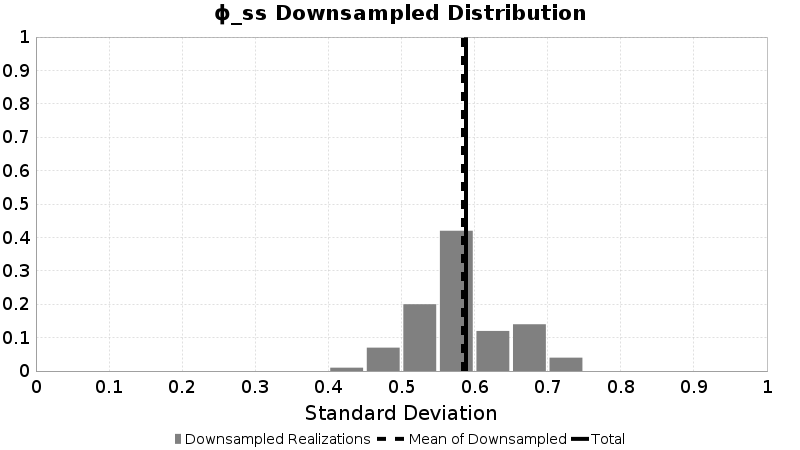 ϕ_ss Downsampled Distribution
1
0.9
0.8
0.7
0.6
0.5
0.4
0.3
0.2
0.1
0
0 0.1 0.2 0.3 0.4 0.5 0.6 0.7 0.8 0.9 1
Standard Deviation
Downsampled Realizations Mean of Downsampled Total